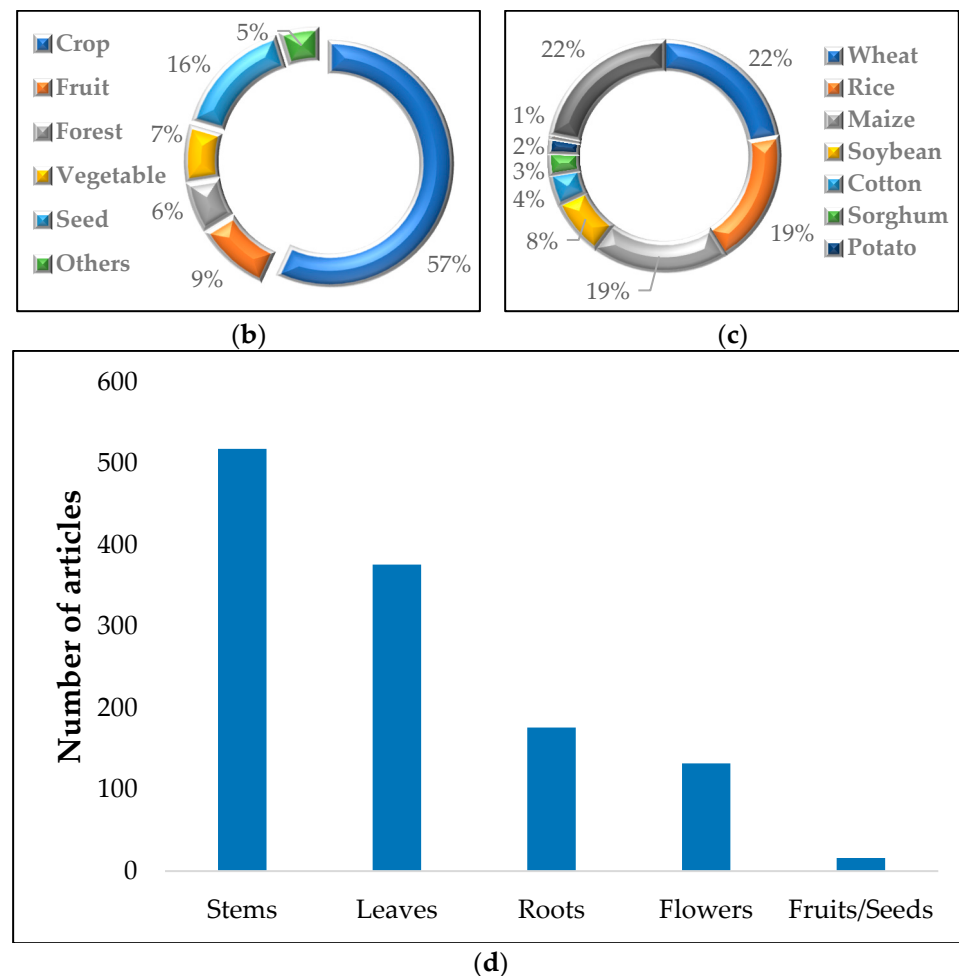 Crop
Fruit
Forest
Vegetable
Seed
Others
5%
16%
7%
6%
9%
57%
(b)
22%
22%
1%
2%
3%
4%
8%
19%
19%
Wheat
Rice
Maize
Soybean
Cotton
Sorghum
Potato
(c)
Number of articles
600
500
400
300
200
100
0
Stems Leaves Roots Flowers Fruits/Seeds
(d)